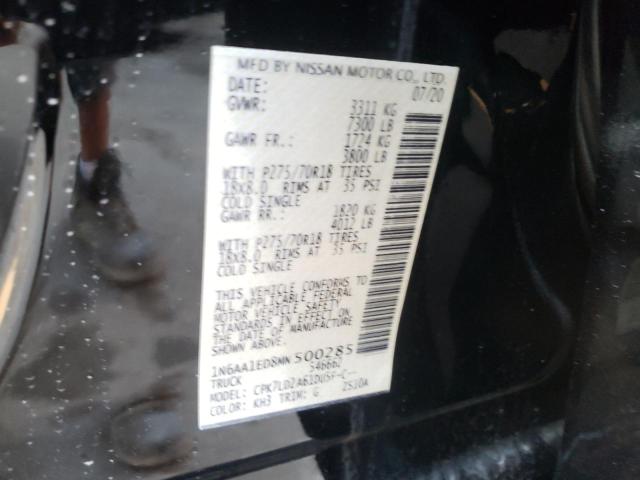 MFD BY NISSAN MOTOR CO., LTD.
DATE: 07/20
GVWR: 3311 KG
7300 LB
GAWR FR.: 1724 KG
3800 LB
WITH P275/70R18 TIRES
18X8.0 RIMS AT 35 PSI
COLD SINGLE
GAWR RR.: 1820 KG
4012 LB
WITH P275/70R18 TIRES
18X8.0 RIMS AT 35 PSI
COLD SINGLE
THIS VEHICLE CONFORMS TO
ALL APPLICABLE FEDERAL
MOTOR VEHICLE SAFETY
STANDARDS IN EFFECT ON
THE DATE OF MANUFACTURE
SHOWN ABOVE.
1N6AA1ED8MN500285
TRUCK
MODEL:
COLOR: KH3 TRIM: G